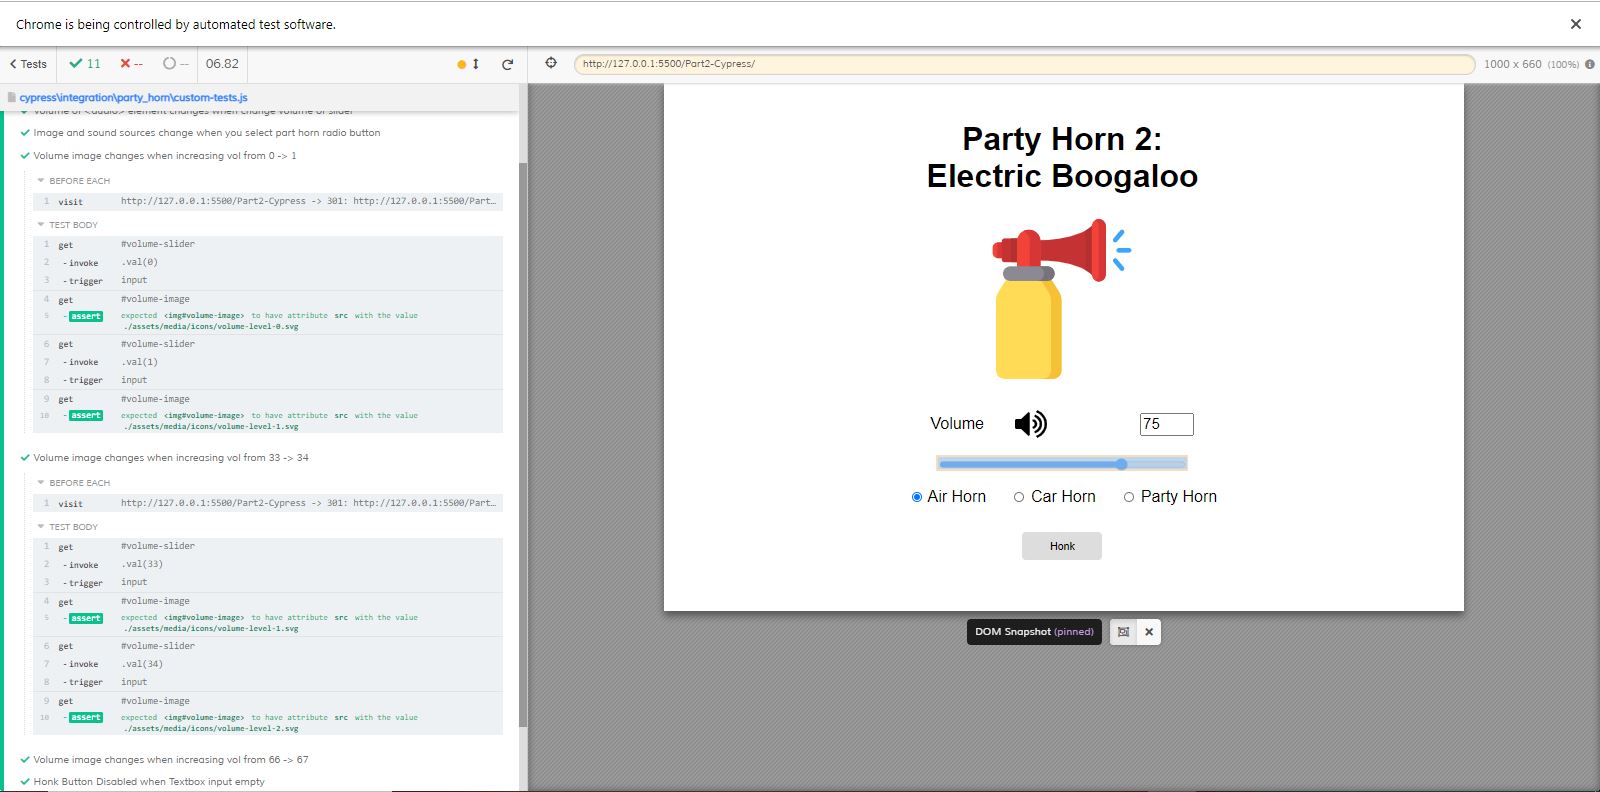 Chrome is being controlled by automated test software.
Tests 11 -- -- 06.82
http://127.0.0.1:5500/Part2-Cypress/ 1000 x 660 (100%)
cypress\integration\party_horn\custom-tests.js
Volume of <audio> element changes when change volume of slider
Image and sound sources change when you select part horn radio button
Volume image changes when increasing vol from 0 -> 1
BEFORE EACH
1 visit http://127.0.0.1:5500/Part2-Cypress -> 301: http://127.0.0.1:5500/Part…
TEST BODY
1 get #volume-slider
2 - invoke .val(0)
3 - trigger input
4 get #volume-image
5 - assert expected <img#volume-image> to have attribute src with the value
./assets/media/icons/volume-level-0.svg
6 get #volume-slider
7 - invoke .val(1)
8 - trigger input
9 get #volume-image
10 - assert expected <img#volume-image> to have attribute src with the value
./assets/media/icons/volume-level-1.svg
Volume image changes when increasing vol from 33 -> 34
BEFORE EACH
1 visit http://127.0.0.1:5500/Part2-Cypress -> 301: http://127.0.0.1:5500/Part…
TEST BODY
1 get #volume-slider
2 - invoke .val(33)
3 - trigger input
4 get #volume-image
5 - assert expected <img#volume-image> to have attribute src with the value
./assets/media/icons/volume-level-1.svg
6 get #volume-slider
7 - invoke .val(34)
8 - trigger input
9 get #volume-image
10 - assert expected <img#volume-image> to have attribute src with the value
./assets/media/icons/volume-level-2.svg
Volume image changes when increasing vol from 66 -> 67
Honk Button Disabled when Textbox input empty
Party Horn 2:
Electric Boogaloo
Volume 75
Air Horn Car Horn Party Horn
Honk
DOM Snapshot (pinned)